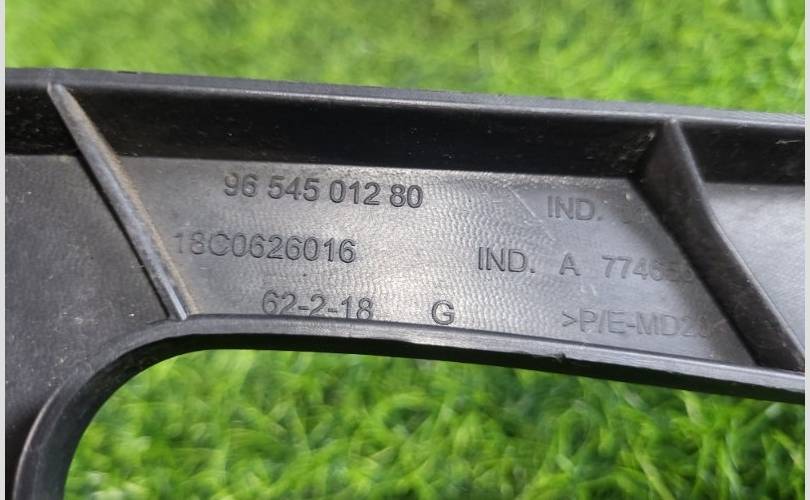 96 545 012 80 IND.
18C0626016 IND. A
62-2-18 G >P/E-MD20